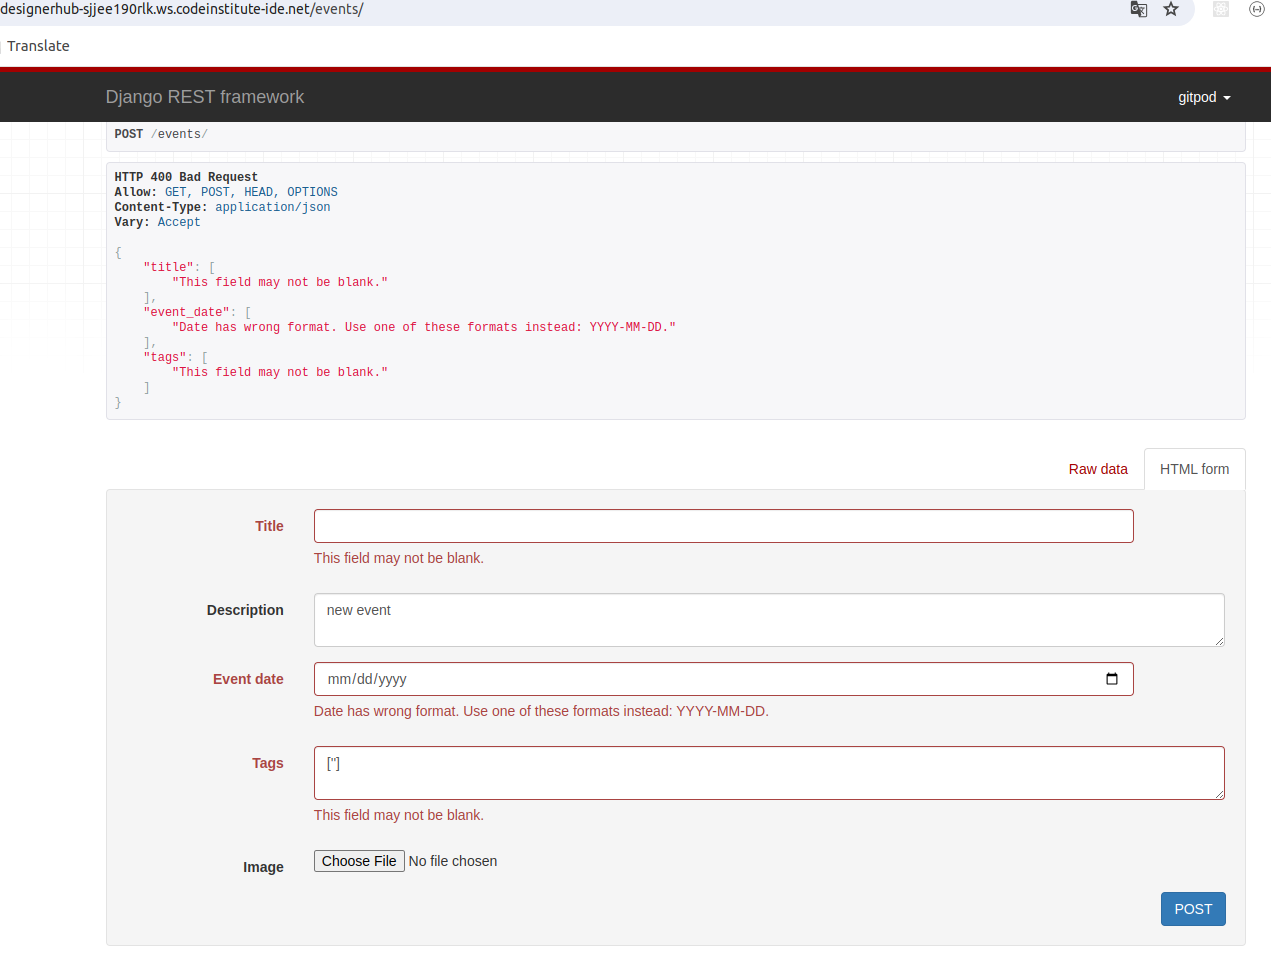 designerhub-sjjee190rlk.ws.codeinstitute-ide.net/events/
Translate
Django REST framework
gitpod
POST /events/
HTTP 400 Bad Request
Allow: GET, POST, HEAD, OPTIONS
Content-Type: application/json
Vary: Accept
{
"title": [
"This field may not be blank."
],
"event_date": [
"Date has wrong format. Use one of these formats instead: YYYY-MM-DD."
],
"tags": [
"This field may not be blank."
]
}
Raw data
HTML form
Title
This field may not be blank.
Description
new event
Event date
mm/dd/yyyy
Date has wrong format. Use one of these formats instead: YYYY-MM-DD.
Tags
['']
This field may not be blank.
Image
Choose File No file chosen
POST